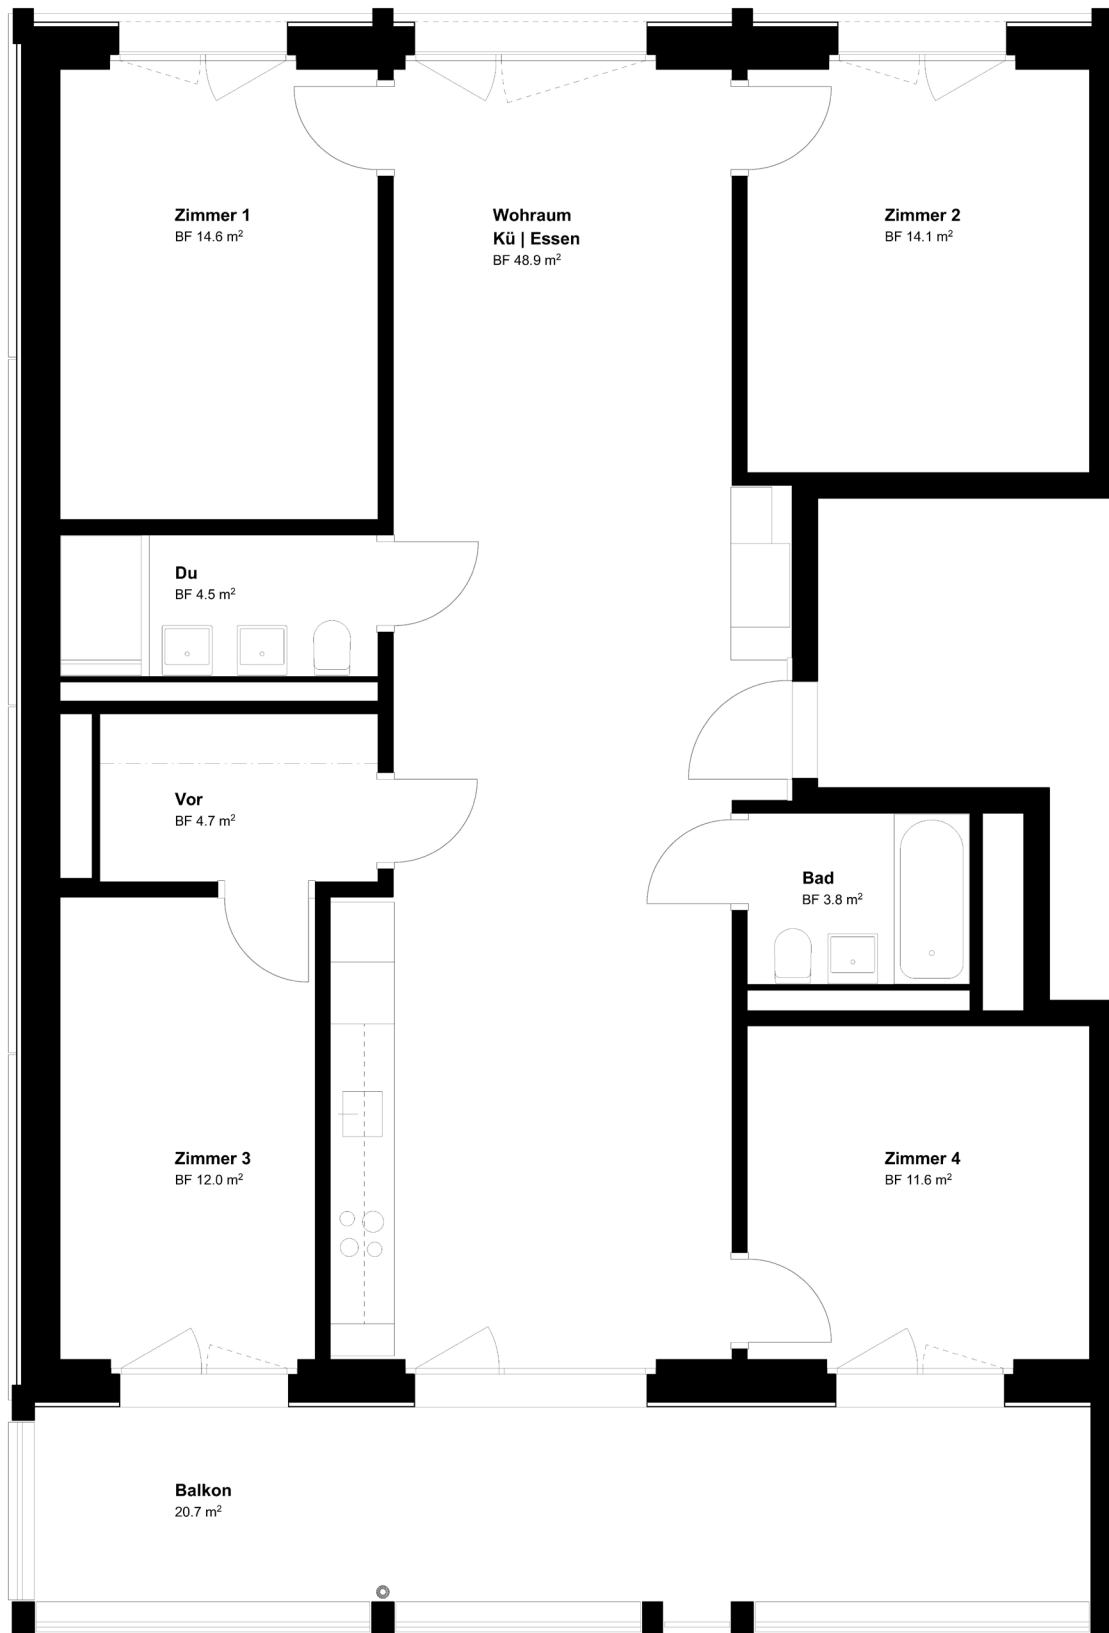 Zimmer 1
BF 14.6 m²
Wohraum
Kü | Essen
BF 48.9 m²
Zimmer 2
BF 14.1 m²
Du
BF 4.5 m²
Vor
BF 4.7 m²
Bad
BF 3.8 m²
Zimmer 3
BF 12.0 m²
Zimmer 4
BF 11.6 m²
Balkon
20.7 m²